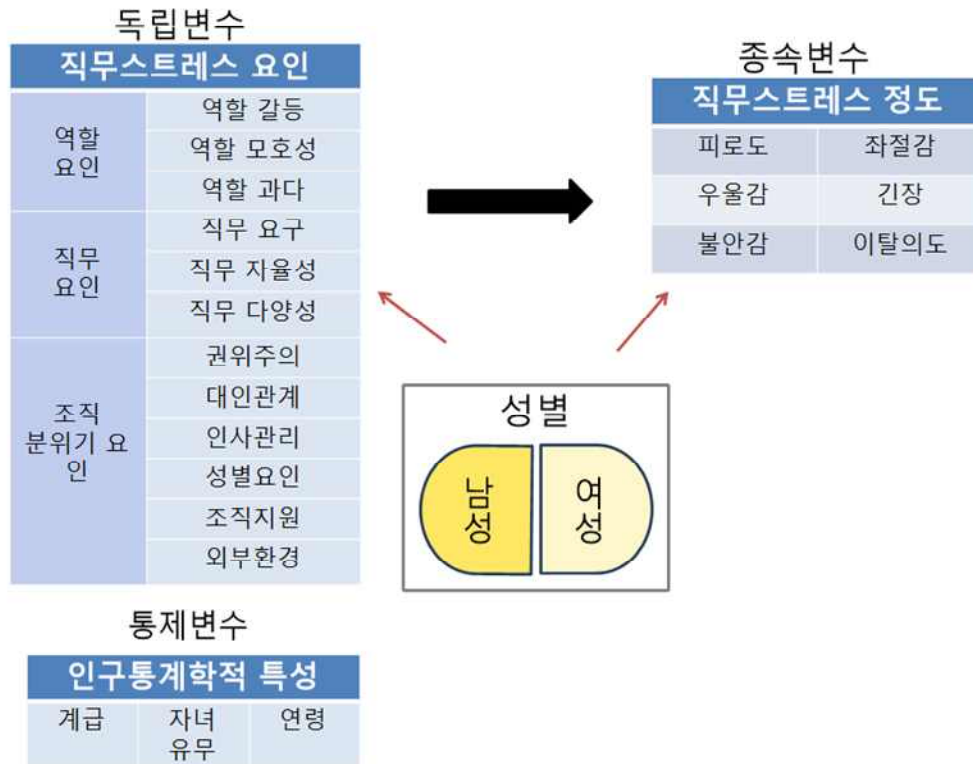 독립변수
직무스트레스 요인
역할
요인
역할 갈등
역할 모호성
역할 과다
직무
요인
직무 요구
직무 자율성
직무 다양성
조직
분위기 요
인
권위주의
대인관계
인사관리
성별요인
조직지원
외부환경
종속변수
직무스트레스 정도
피로도
좌절감
우울감
긴장
불안감
이탈의도
성별
남
성
여
성
통제변수
인구통계학적 특성
계급
자녀
유무
연령